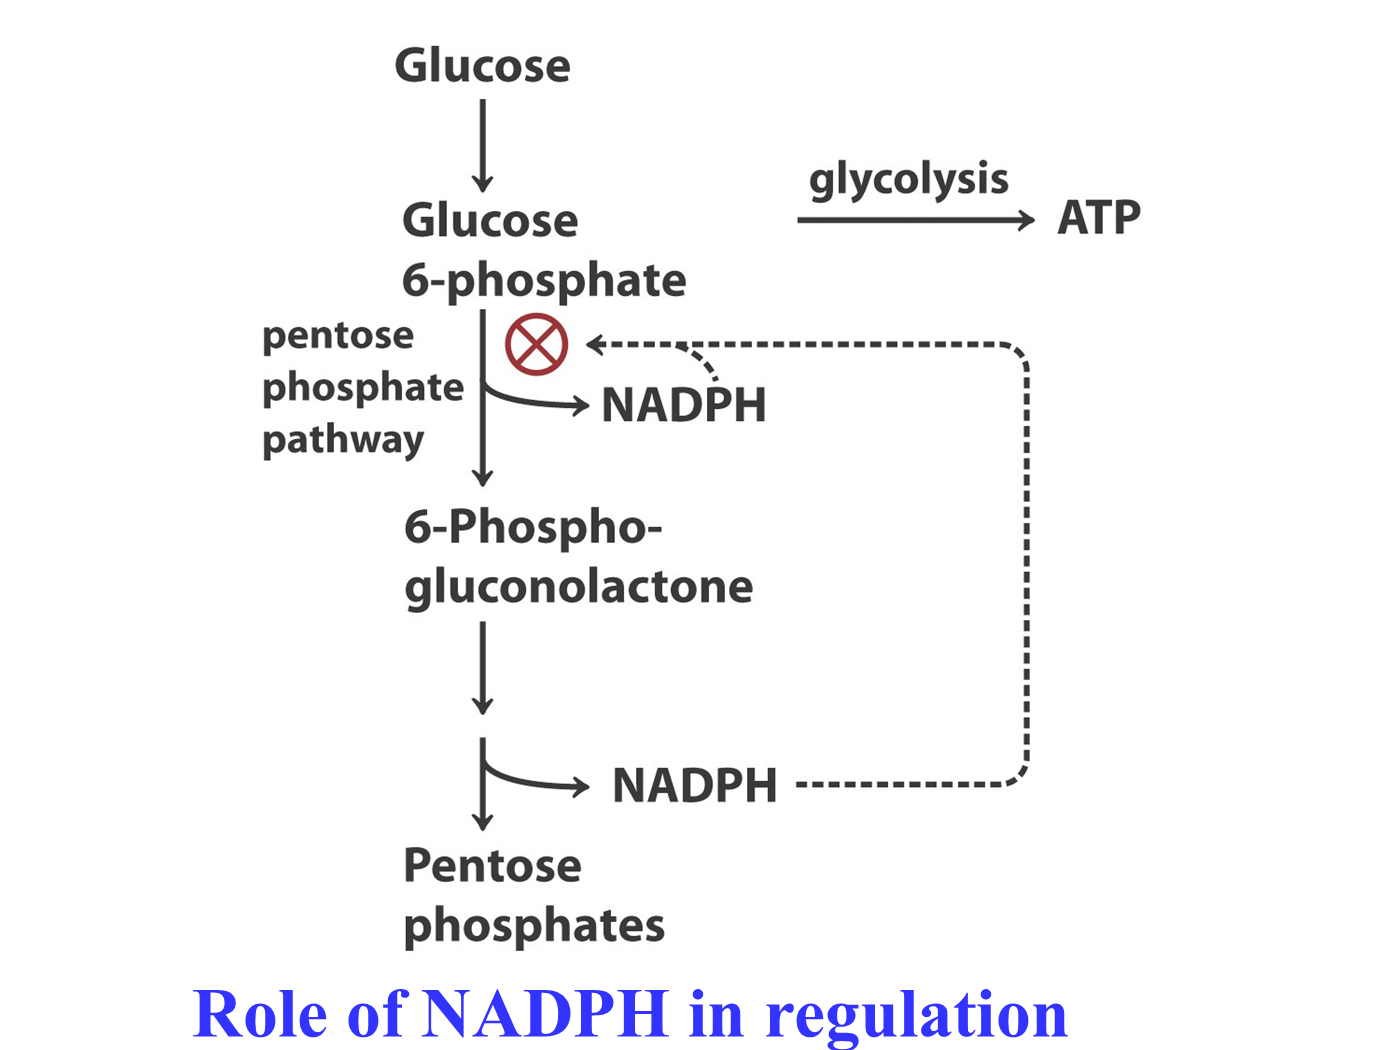 Glucose
glycolysis
Glucose
6-phosphate
ATP
pentose
phosphate
pathway
NADPH
6-Phospho-
gluconolactone
NADPH
Pentose
phosphates
Role of NADPH in regulation